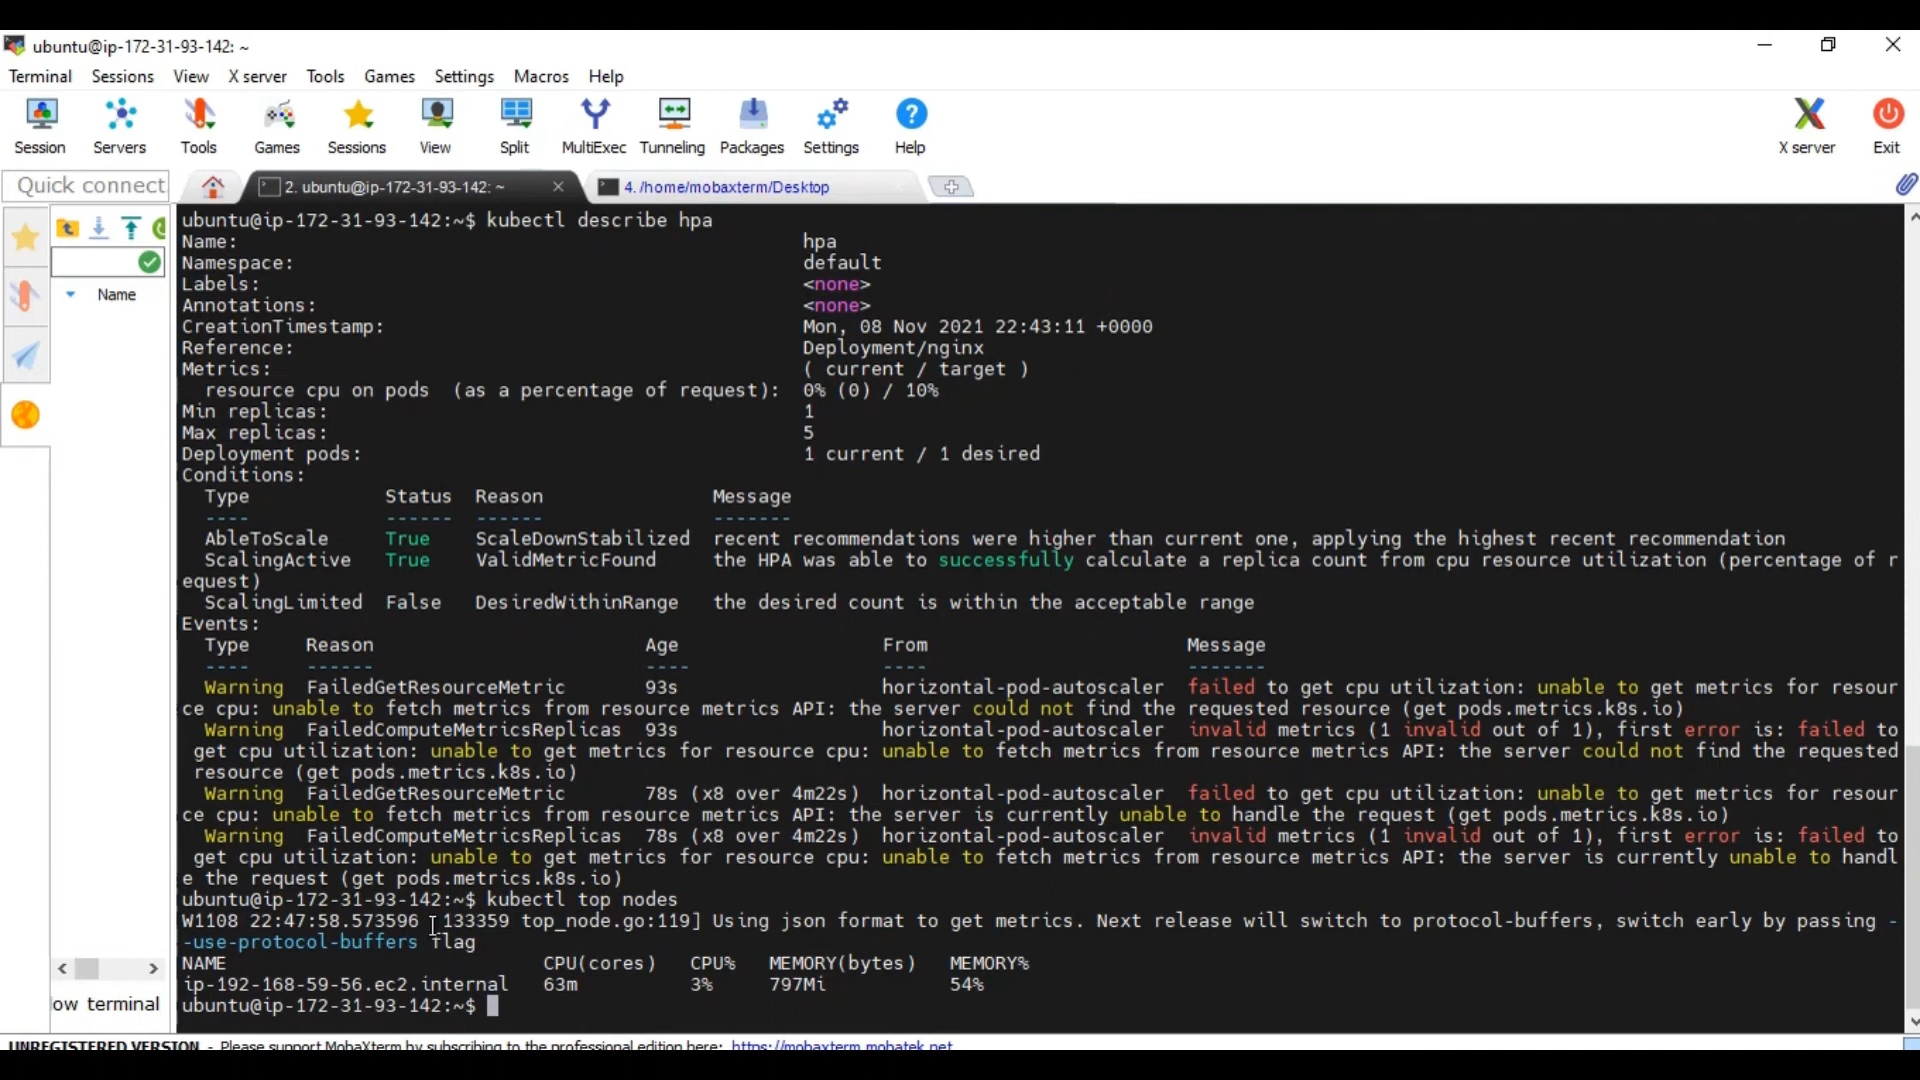 ubuntu@ip-172-31-93-142: ~
Terminal Sessions View X server Tools Games Settings Macros Help
Session Servers Tools Games Sessions View Split MultiExec Tunneling Packages Settings Help X server Exit
Quick connect. 2. ubuntu@ip-172-31-93-142: ~ 4. /home/mobaxterm/Desktop
Name
ubuntu@ip-172-31-93-142:~$ kubectl describe hpa
Name: hpa
Namespace: default
Labels: <none>
Annotations: <none>
CreationTimestamp: Mon, 08 Nov 2021 22:43:11 +0000
Reference: Deployment/nginx
Metrics: ( current / target )
resource cpu on pods (as a percentage of request): 0% (0) / 10%
Min replicas: 1
Max replicas: 5
Deployment pods: 1 current / 1 desired
Conditions:
Type Status Reason Message
---- ------ ------ -------
AbleToScale True ScaleDownStabilized recent recommendations were higher than current one, applying the highest recent recommendation
ScalingActive True ValidMetricFound the HPA was able to successfully calculate a replica count from cpu resource utilization (percentage of r
equest)
ScalingLimited False DesiredWithinRange the desired count is within the acceptable range
Events:
Type Reason Age From Message
---- ------ ---- ---- -------
Warning FailedGetResourceMetric 93s horizontal-pod-autoscaler failed to get cpu utilization: unable to get metrics for resour
ce cpu: unable to fetch metrics from resource metrics API: the server could not find the requested resource (get pods.metrics.k8s.io)
Warning FailedComputeMetricsReplicas 93s horizontal-pod-autoscaler invalid metrics (1 invalid out of 1), first error is: failed to
get cpu utilization: unable to get metrics for resource cpu: unable to fetch metrics from resource metrics API: the server could not find the requested
resource (get pods.metrics.k8s.io)
Warning FailedGetResourceMetric 78s (x8 over 4m22s) horizontal-pod-autoscaler failed to get cpu utilization: unable to get metrics for resour
ce cpu: unable to fetch metrics from resource metrics API: the server is currently unable to handle the request (get pods.metrics.k8s.io)
Warning FailedComputeMetricsReplicas 78s (x8 over 4m22s) horizontal-pod-autoscaler invalid metrics (1 invalid out of 1), first error is: failed to
get cpu utilization: unable to get metrics for resource cpu: unable to fetch metrics from resource metrics API: the server is currently unable to handl
e the request (get pods.metrics.k8s.io)
ubuntu@ip-172-31-93-142:~$ kubectl top nodes
W1108 22:47:58.573596 133359 top_node.go:119] Using json format to get metrics. Next release will switch to protocol-buffers, switch early by passing -
-use-protocol-buffers flag
NAME CPU(cores) CPU% MEMORY(bytes) MEMORY%
ip-192-168-59-56.ec2.internal 63m 3% 797Mi 54%
ubuntu@ip-172-31-93-142:~$
low terminal
UNREGISTERED VERSION - Please support MobaXterm by subscribing to the professional edition here: https://mobaxterm.mobatek.net